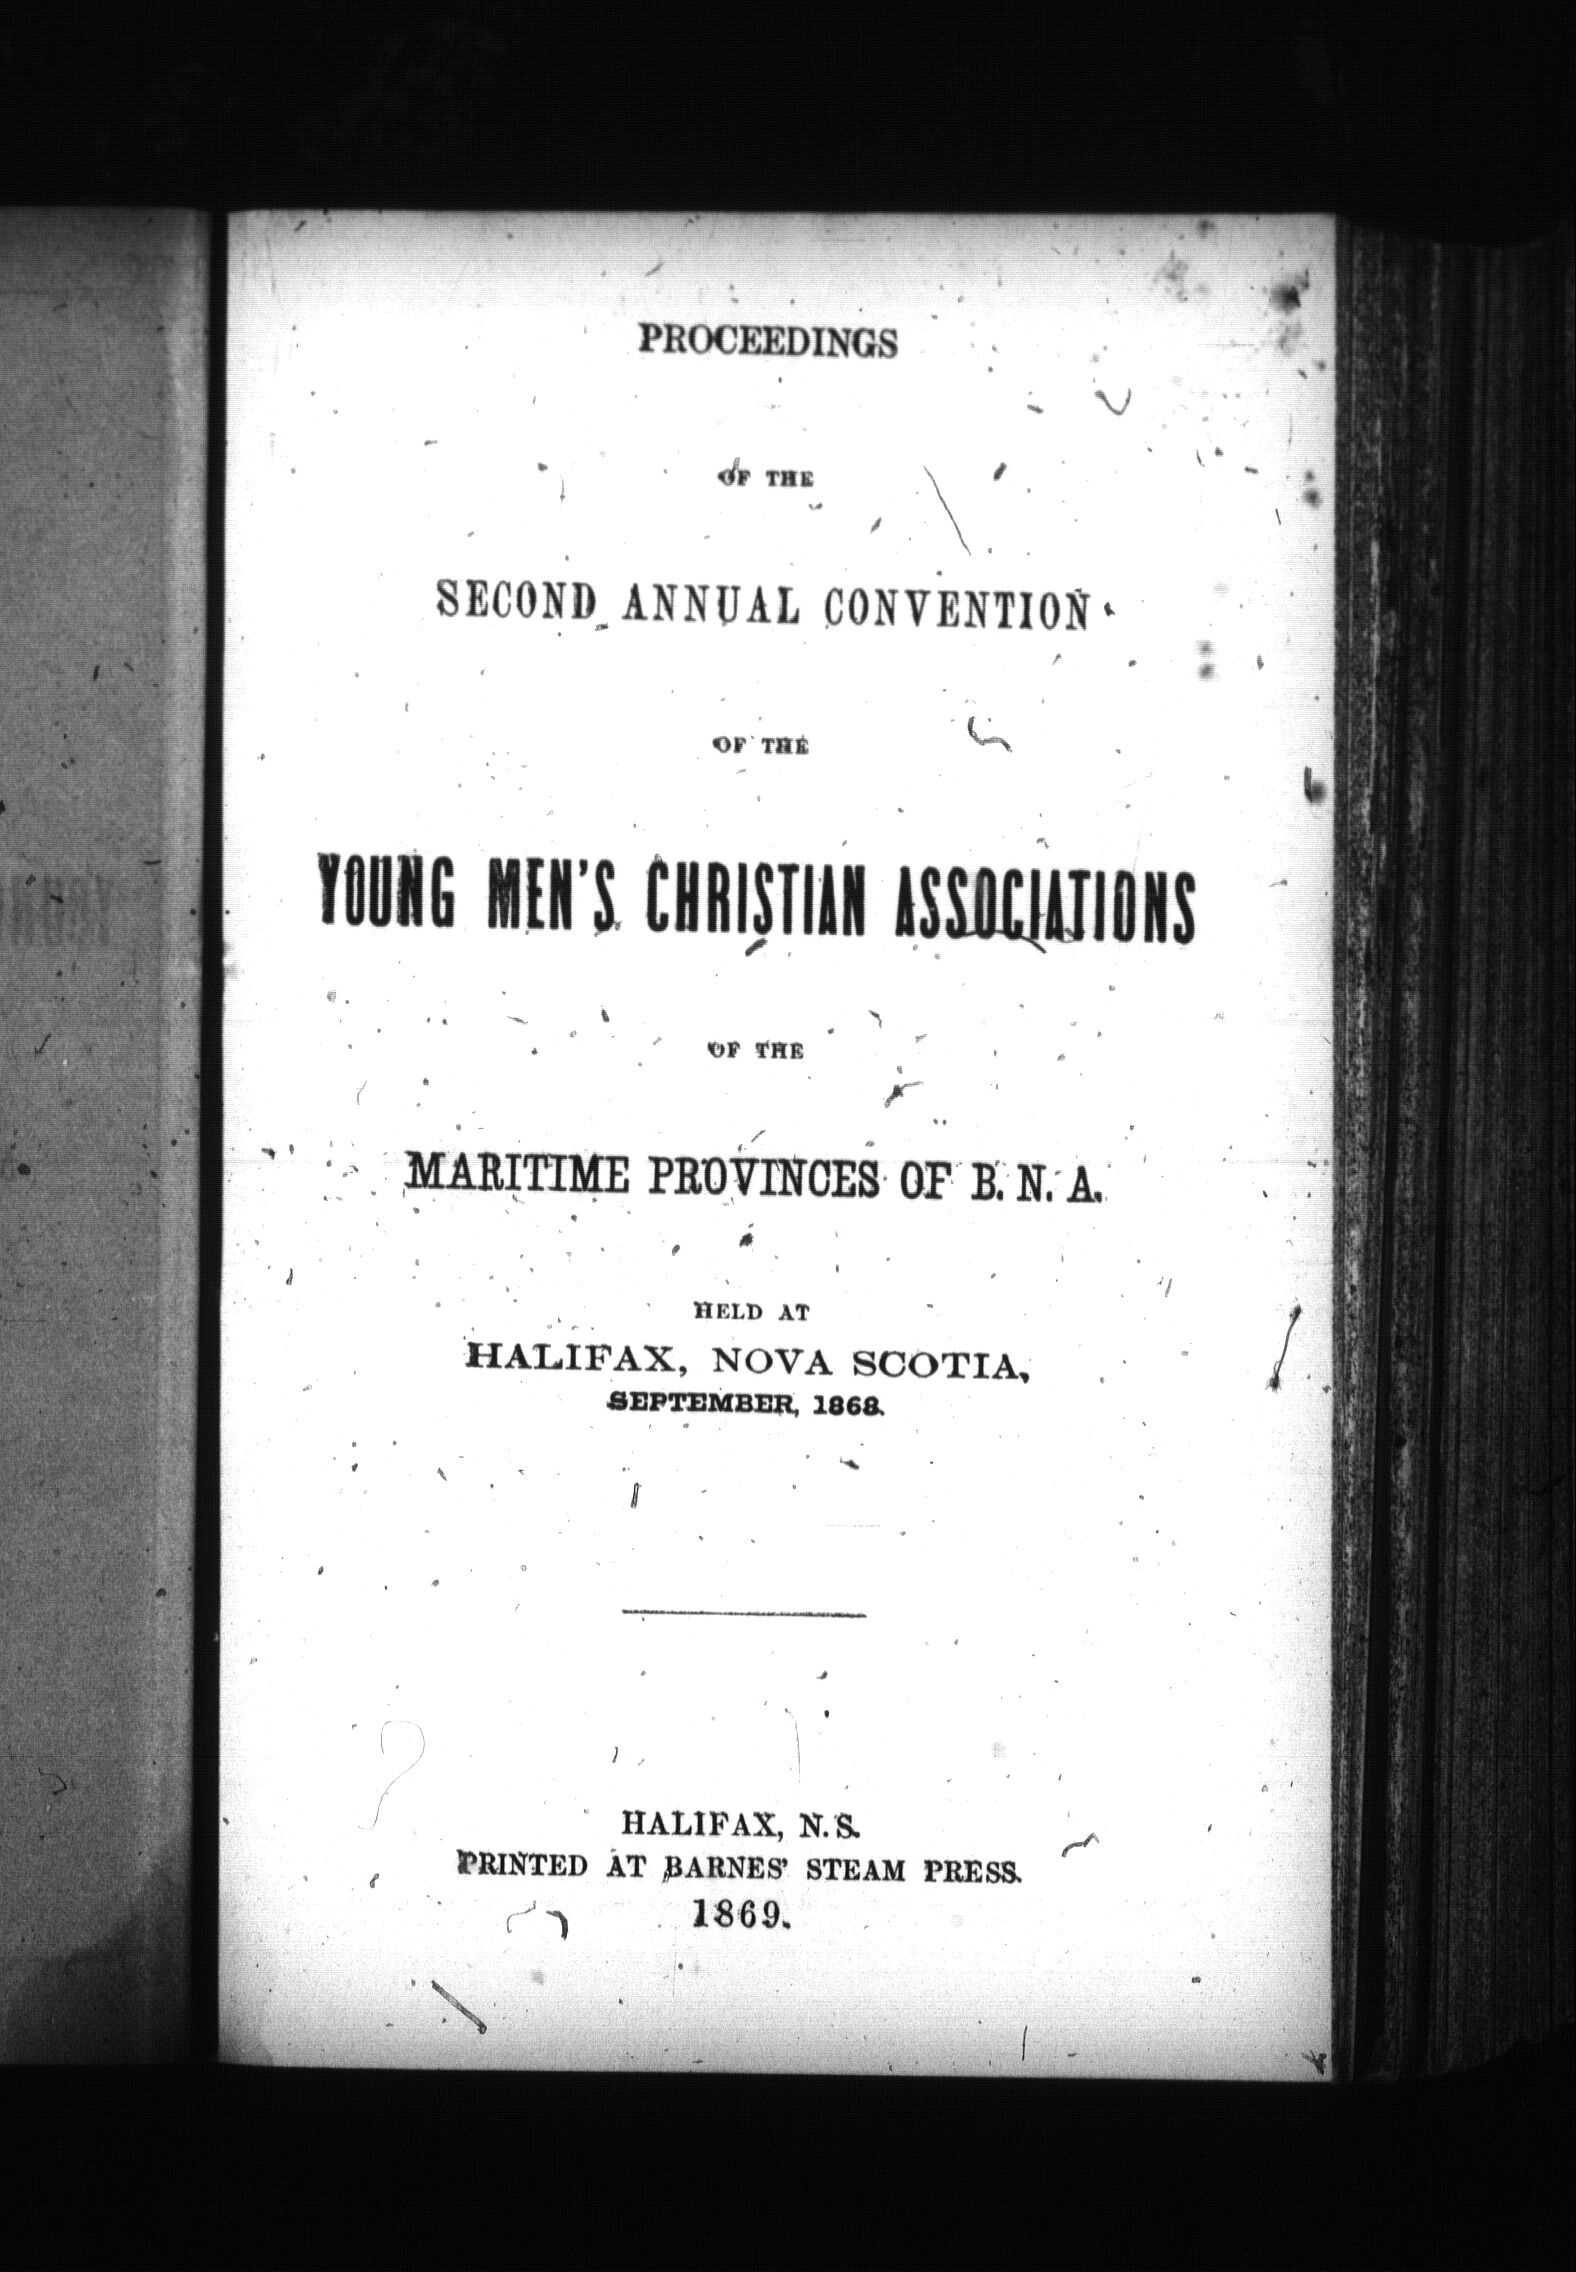 PROCEEDINGS
OF THE
SECOND ANNUAL CONVENTION
OF THE
YOUNG MEN'S CHRISTIAN ASSOCIATIONS
OF THE
MARITIME PROVINCES OF B. N. A.
HELD AT
HALIFAX, NOVA SCOTIA,
SEPTEMBER, 1868.
HALIFAX, N. S.
PRINTED AT BARNES' STEAM PRESS.
1869.